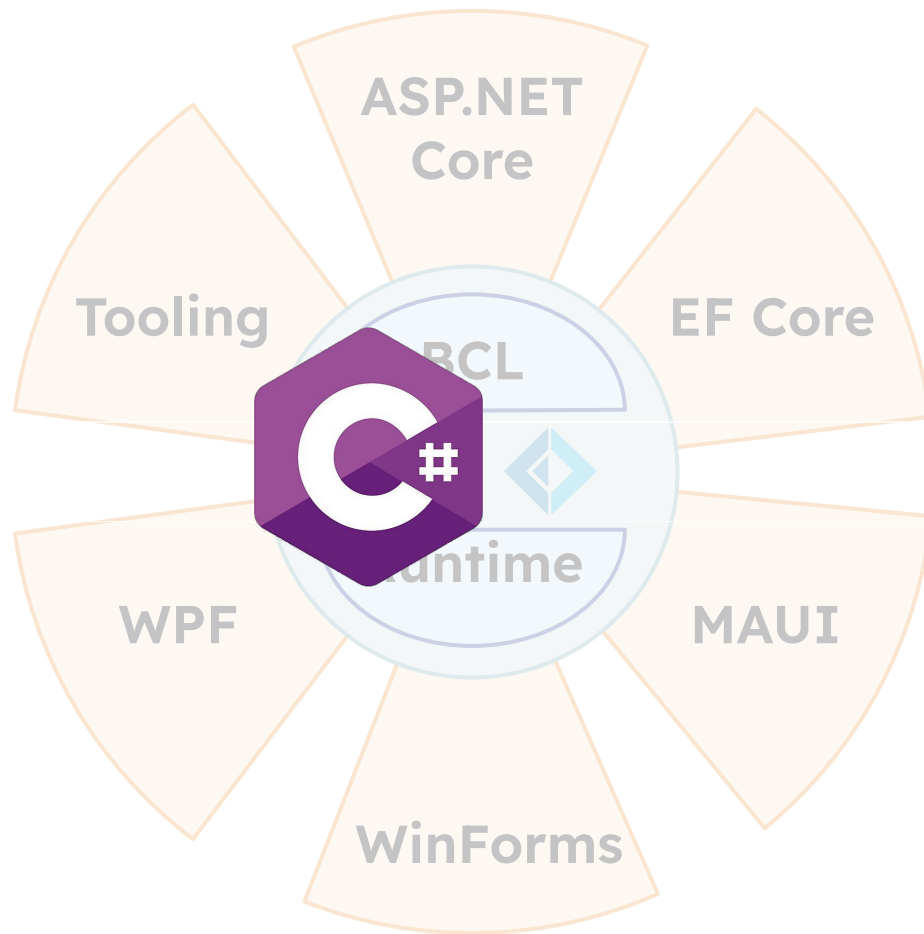 ASP.NET
Core
Tooling
EF Core
BCL
C#
Runtime
WPF
MAUI
WinForms